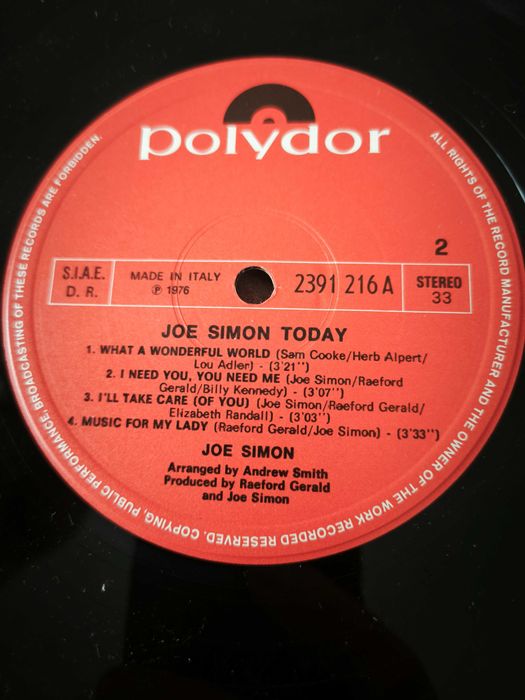 polydor
2
S.I.A.E.
D. R.
MADE IN ITALY
℗ 1976
2391 216 A
STEREO
33
JOE SIMON TODAY
1. WHAT A WONDERFUL WORLD (Sam Cooke/Herb Alpert/
Lou Adler) - (3'21'')
2. I NEED YOU, YOU NEED ME (Joe Simon/Raeford
Gerald/Billy Kennedy) - (3'07'')
3. I'LL TAKE CARE (OF YOU) (Joe Simon/Raeford Gerald/
Elizabeth Randall) - (3'03'')
4. MUSIC FOR MY LADY (Raeford Gerald/Joe Simon) - (3'33'')
JOE SIMON
Arranged by Andrew Smith
Produced by Raeford Gerald
and Joe Simon
ALL RIGHTS OF THE RECORD MANUFACTURER AND THE OWNER OF THE WORK RECORDED RESERVED. COPYING, PUBLIC PERFORMANCE, BROADCASTING OF THESE RECORDS ARE FORBIDDEN.